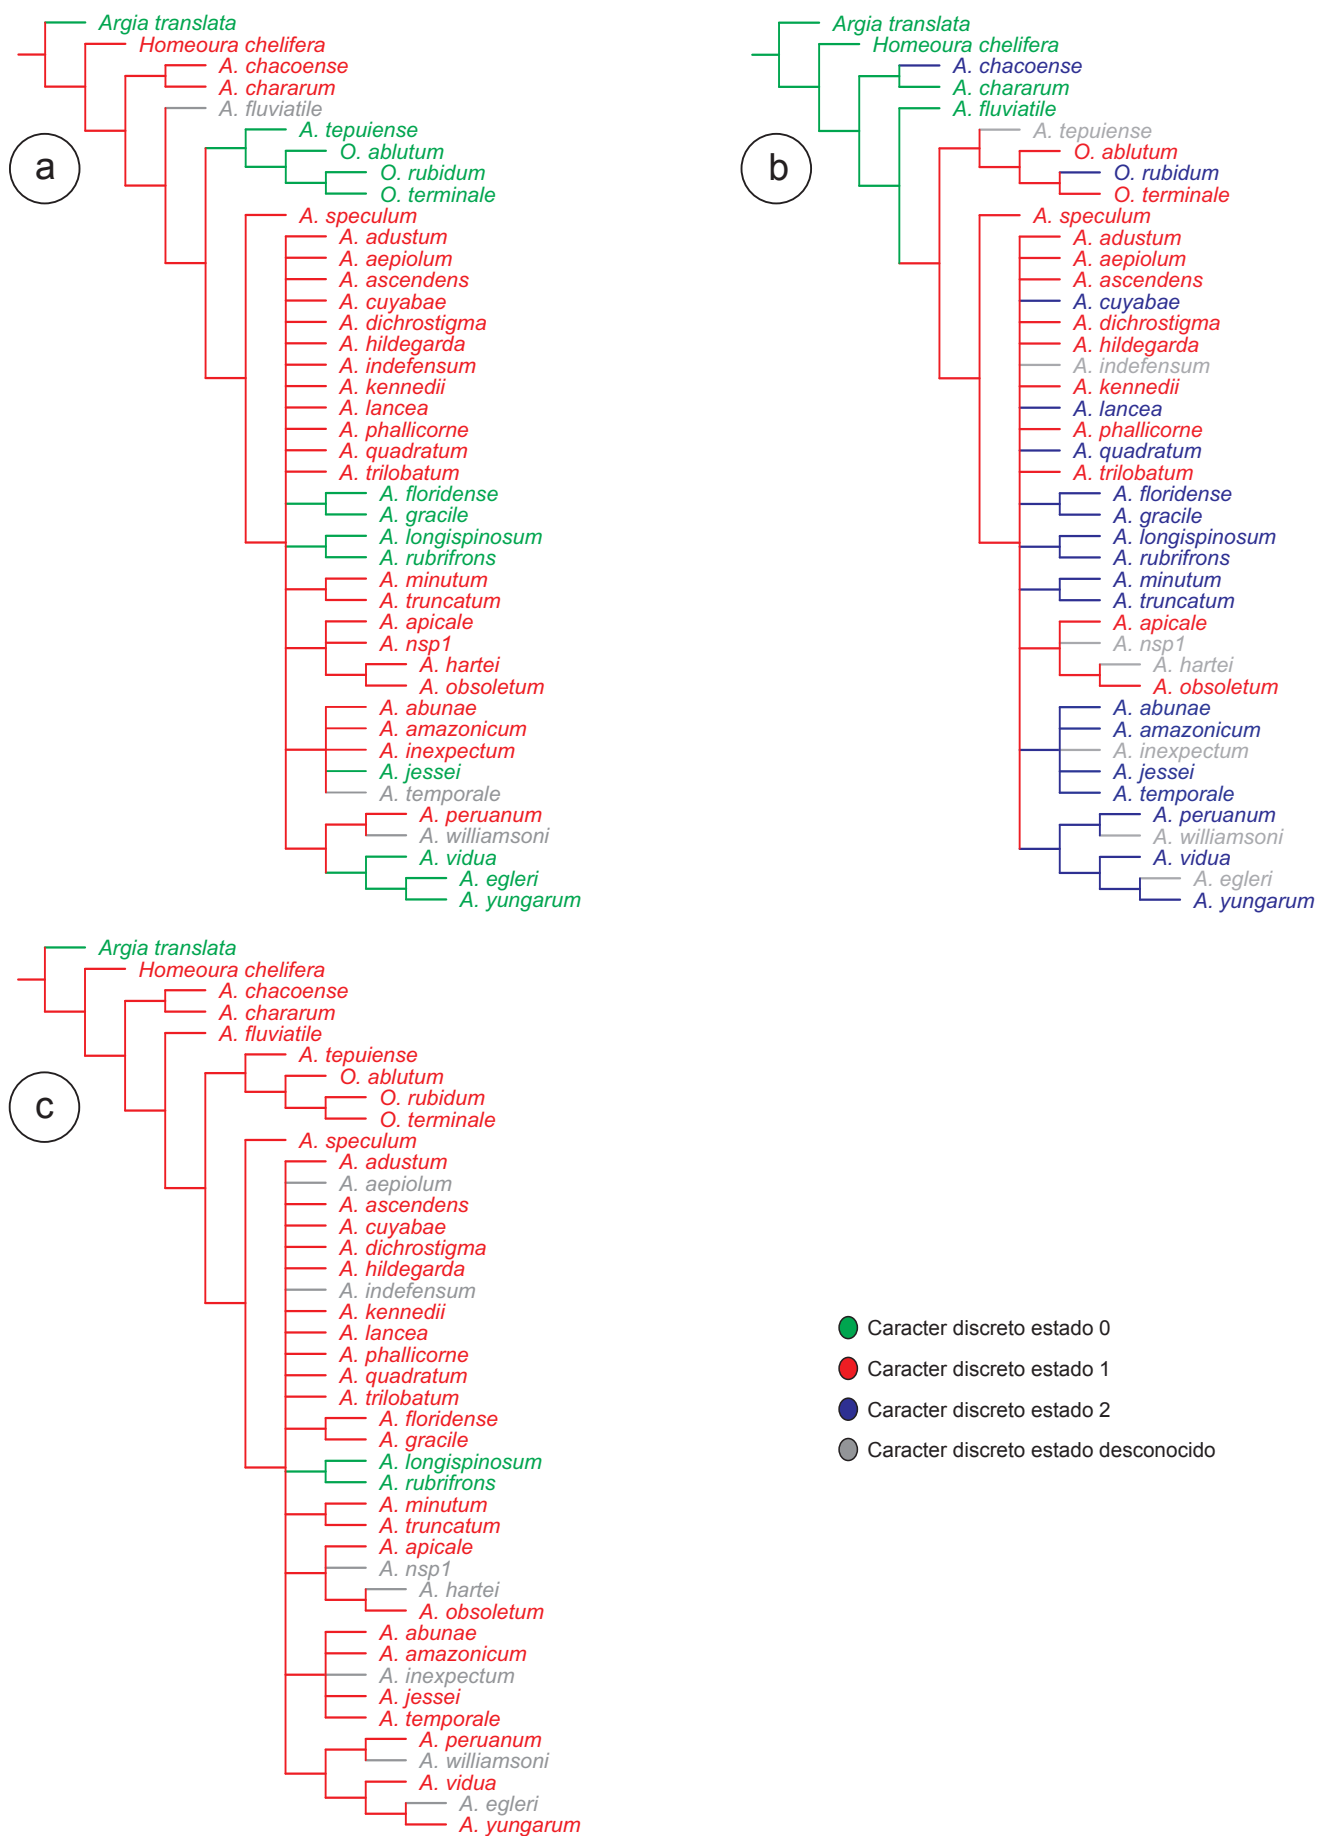 Argia translata
Homeoura chelifera
A. chacoense
A. chararum
A. fluviatile
A. tepuiense
O. ablutum
O. rubidum
O. terminale
a
A. speculum
A. adustum
A. aepiolum
A. ascendens
A. cuyabae
A. dichrostigma
A. hildegarda
A. indefensum
A. kennedii
A. lancea
A. phallicorne
A. quadratum
A. trilobatum
A. floridense
A. gracile
A. longispinosum
A. rubrifrons
A. minutum
A. truncatum
A. apicale
A. nsp1
A. hartei
A. obsoletum
A. abunae
A. amazonicum
A. inexpectum
A. jessei
A. temporale
A. peruanum
A. williamsoni
A. vidua
A. egleri
A. yungarum
Argia translata
Homeoura chelifera
A. chacoense
A. chararum
A. fluviatile
A. tepuiense
O. ablutum
O. rubidum
O. terminale
b
A. speculum
A. adustum
A. aepiolum
A. ascendens
A. cuyabae
A. dichrostigma
A. hildegarda
A. indefensum
A. kennedii
A. lancea
A. phallicorne
A. quadratum
A. trilobatum
A. floridense
A. gracile
A. longispinosum
A. rubrifrons
A. minutum
A. truncatum
A. apicale
A. nsp1
A. hartei
A. obsoletum
A. abunae
A. amazonicum
A. inexpectum
A. jessei
A. temporale
A. peruanum
A. williamsoni
A. vidua
A. egleri
A. yungarum
Argia translata
Homeoura chelifera
A. chacoense
A. chararum
A. fluviatile
A. tepuiense
O. ablutum
O. rubidum
O. terminale
c
A. speculum
A. adustum
A. aepiolum
A. ascendens
A. cuyabae
A. dichrostigma
A. hildegarda
A. indefensum
A. kennedii
A. lancea
A. phallicorne
A. quadratum
A. trilobatum
A. floridense
A. gracile
A. longispinosum
A. rubrifrons
A. minutum
A. truncatum
A. apicale
A. nsp1
A. hartei
A. obsoletum
A. abunae
A. amazonicum
A. inexpectum
A. jessei
A. temporale
A. peruanum
A. williamsoni
A. vidua
A. egleri
A. yungarum
Caracter discreto estado 0
Caracter discreto estado 1
Caracter discreto estado 2
Caracter discreto estado desconocido